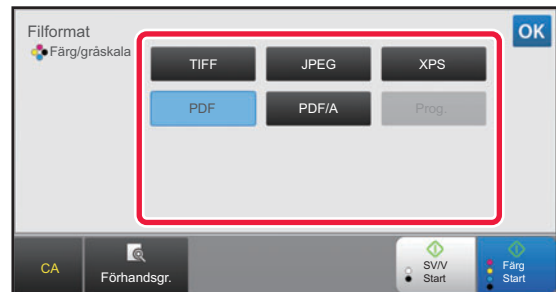 Filformat
Färg/gråskala
OK
TIFF
JPEG
XPS
PDF
PDF/A
Prog.
CA
Förhandsgr.
SV/V
Start
Färg
Start